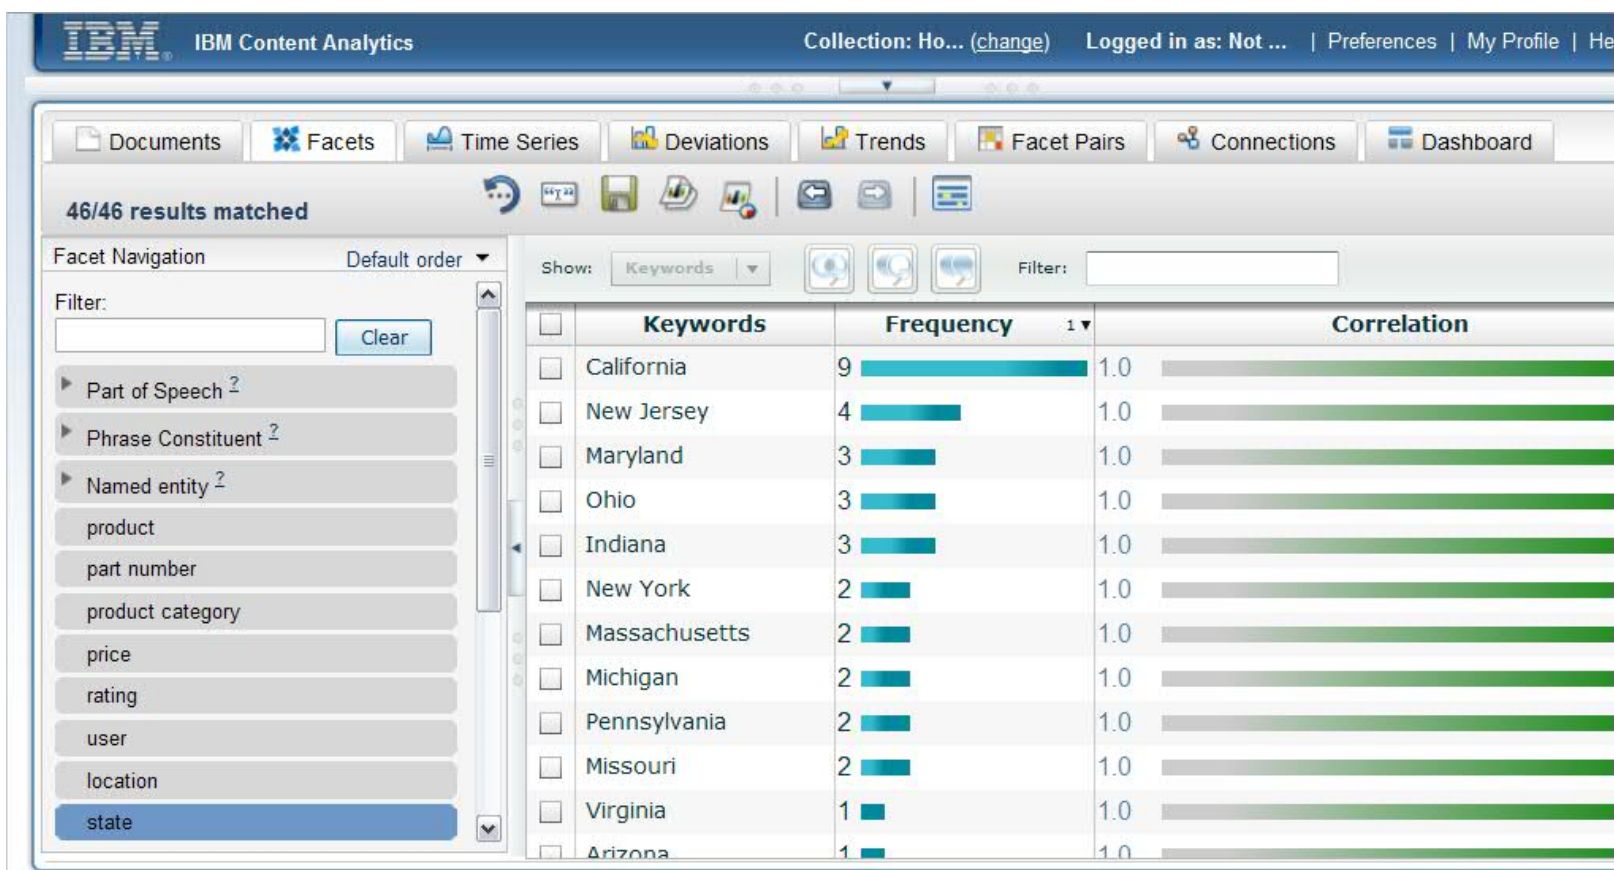 IBM IBM Content Analytics Collection: Ho... (change) Logged in as: Not ... | Preferences | My Profile | He
Documents Facets Time Series Deviations Trends Facet Pairs Connections Dashboard
46/46 results matched
Facet Navigation Default order
Filter:
Clear
Part of Speech ?
Phrase Constituent ?
Named entity ?
product
part number
product category
price
rating
user
location
state
Show: Keywords Filter:
Keywords Frequency 1 Correlation
California 9 1.0
New Jersey 4 1.0
Maryland 3 1.0
Ohio 3 1.0
Indiana 3 1.0
New York 2 1.0
Massachusetts 2 1.0
Michigan 2 1.0
Pennsylvania 2 1.0
Missouri 2 1.0
Virginia 1 1.0
Arizona 1 1.0